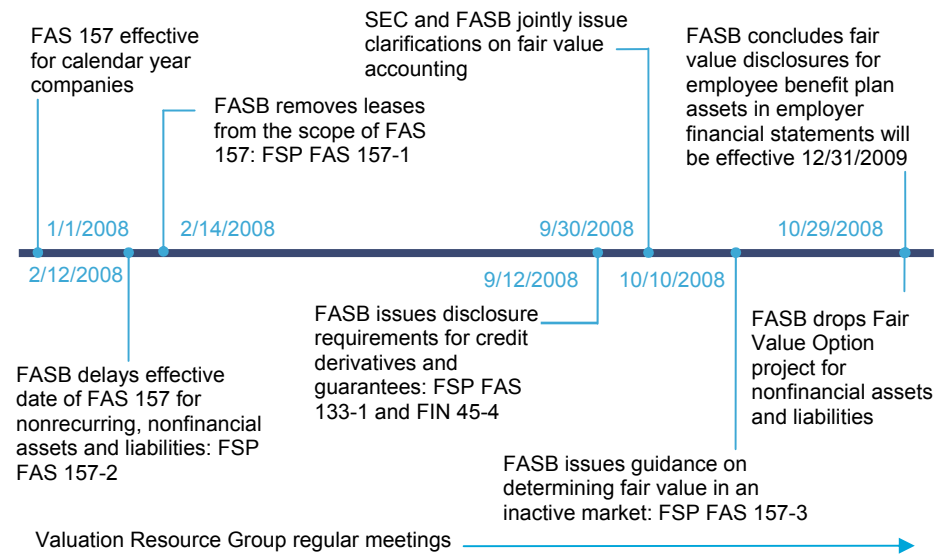 FAS 157 effective
for calendar year
companies
FASB removes leases
from the scope of FAS
157: FSP FAS 157-1
SEC and FASB jointly issue
clarifications on fair value
accounting
FASB concludes fair
value disclosures for
employee benefit plan
assets in employer
financial statements will
be effective 12/31/2009
1/1/2008
2/14/2008
9/30/2008
10/29/2008
2/12/2008
9/12/2008
10/10/2008
FASB delays effective
date of FAS 157 for
nonrecurring, nonfinancial
assets and liabilities: FSP
FAS 157-2
FASB issues disclosure
requirements for credit
derivatives and
guarantees: FSP FAS
133-1 and FIN 45-4
FASB issues guidance on
determining fair value in an
inactive market: FSP FAS 157-3
FASB drops Fair
Value Option
project for
nonfinancial assets
and liabilities
Valuation Resource Group regular meetings